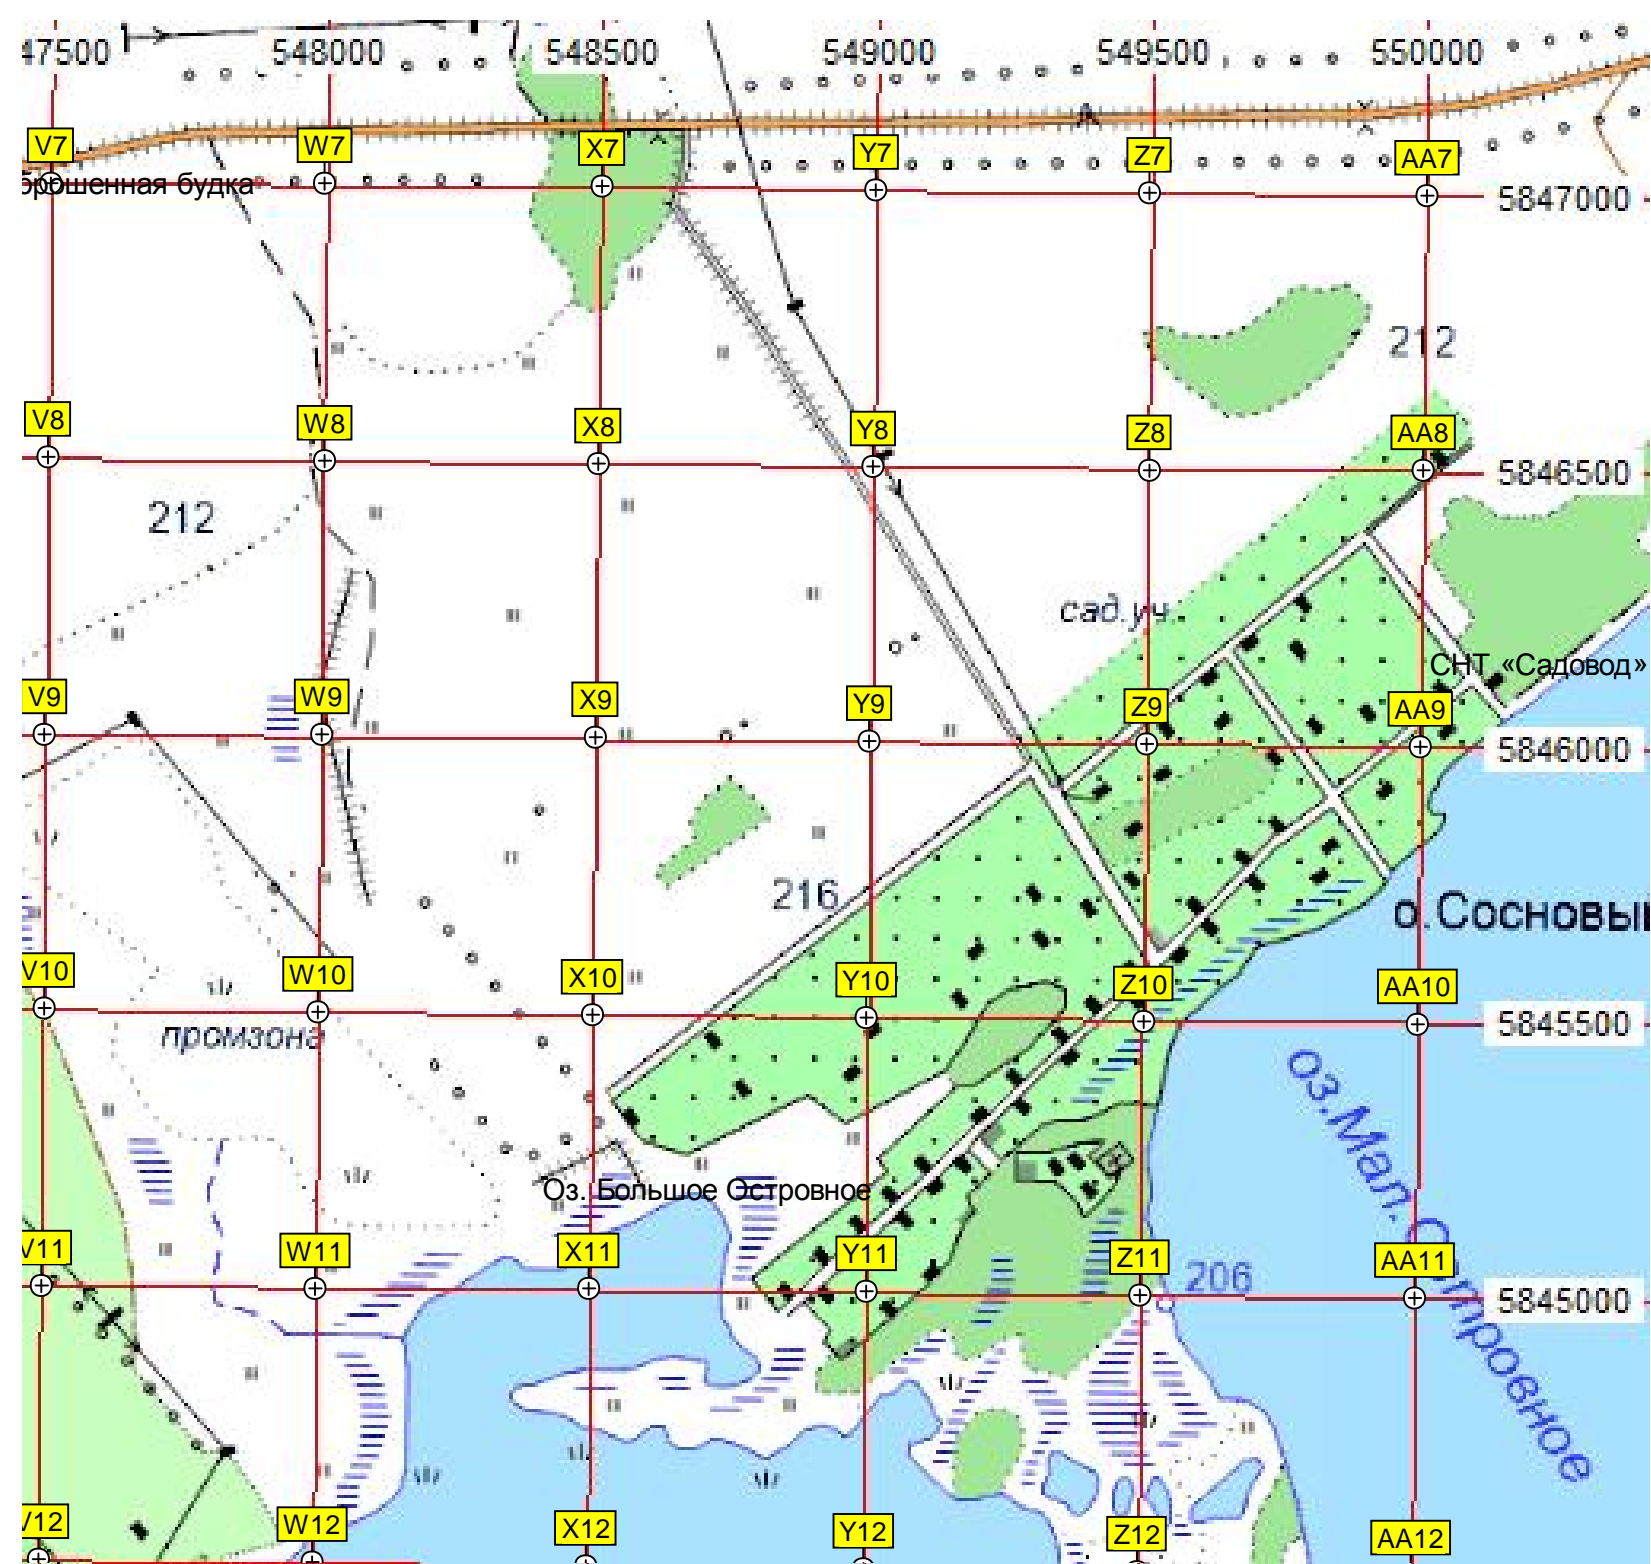 47500 548000 548500 549000 549500 550000
V7 W7 X7 Y7 Z7 AA7
орошенная будка
5847000
212
V8 W8 X8 Y8 Z8 AA8
5846500
212
сад.уч.
СНТ «Садовод»
V9 W9 X9 Y9 Z9 AA9
5846000
216
о.Сосновы
V10 W10 X10 Y10 Z10 AA10
5845500
промзона
оз.Мал. Островное
Оз. Большое Островное
V11 W11 X11 Y11 Z11 AA11
206
5845000
V12 W12 X12 Y12 Z12 AA12